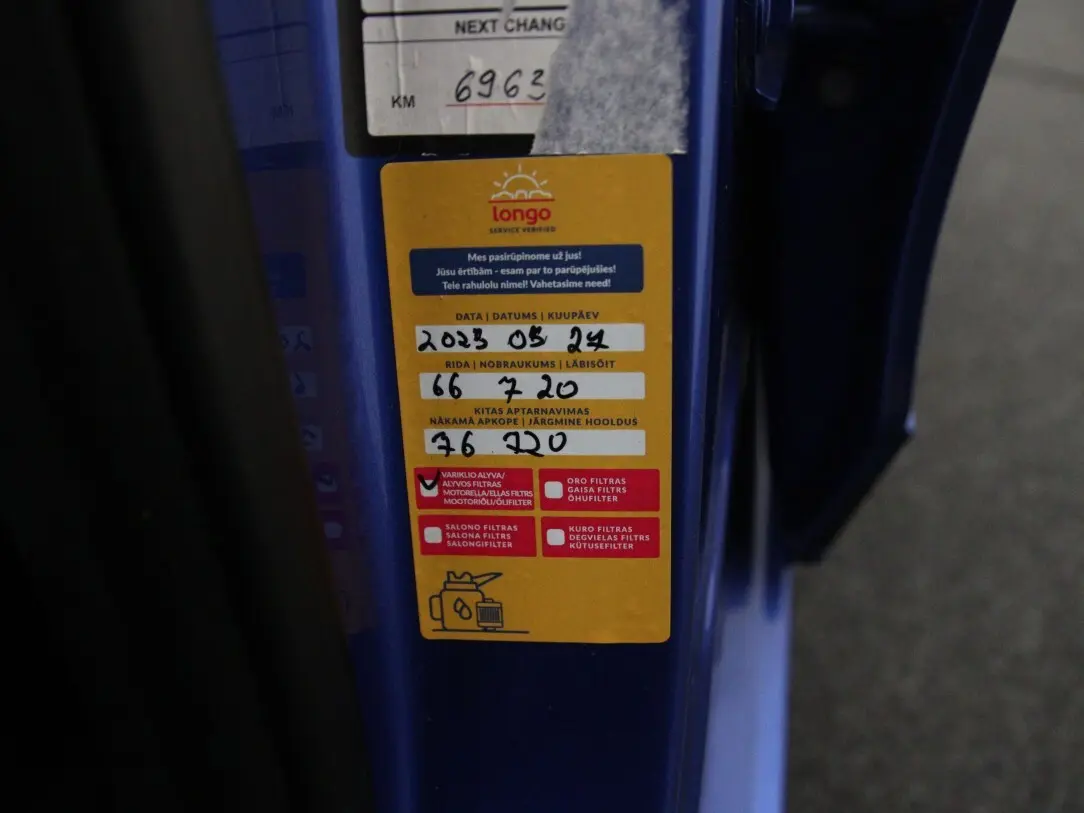 NEXT CHANG
KM 6963
longo
SERVICE VERIFIED
Mes pasirūpinome už jus!
Jūsu ērtībām - esam par to parūpējušies!
Teie rahulolu nimel! Vahetasime need!
DATA | DATUMS | KUUPÄEV
2023 05 27
RIDA | NOBRAUKUMS | LÄBISÕIT
66 720
KITAS APTARNAVIMAS
NĀKAMĀ APKOPE | JÄRGMINE HOOLDUS
76 720
VARIKLIO ALYVA/
ALYVOS FILTRAS
MOTOREĻĻA/EĻĻAS FILTRS
MOOTORIÕLI/ÕLIFILTER
ORO FILTRAS
GAISA FILTRS
ÕHUFILTER
SALONO FILTRAS
SALONA FILTRS
SALONGIFILTER
KURO FILTRAS
DEGVIELAS FILTRS
KÜTUSEFILTER